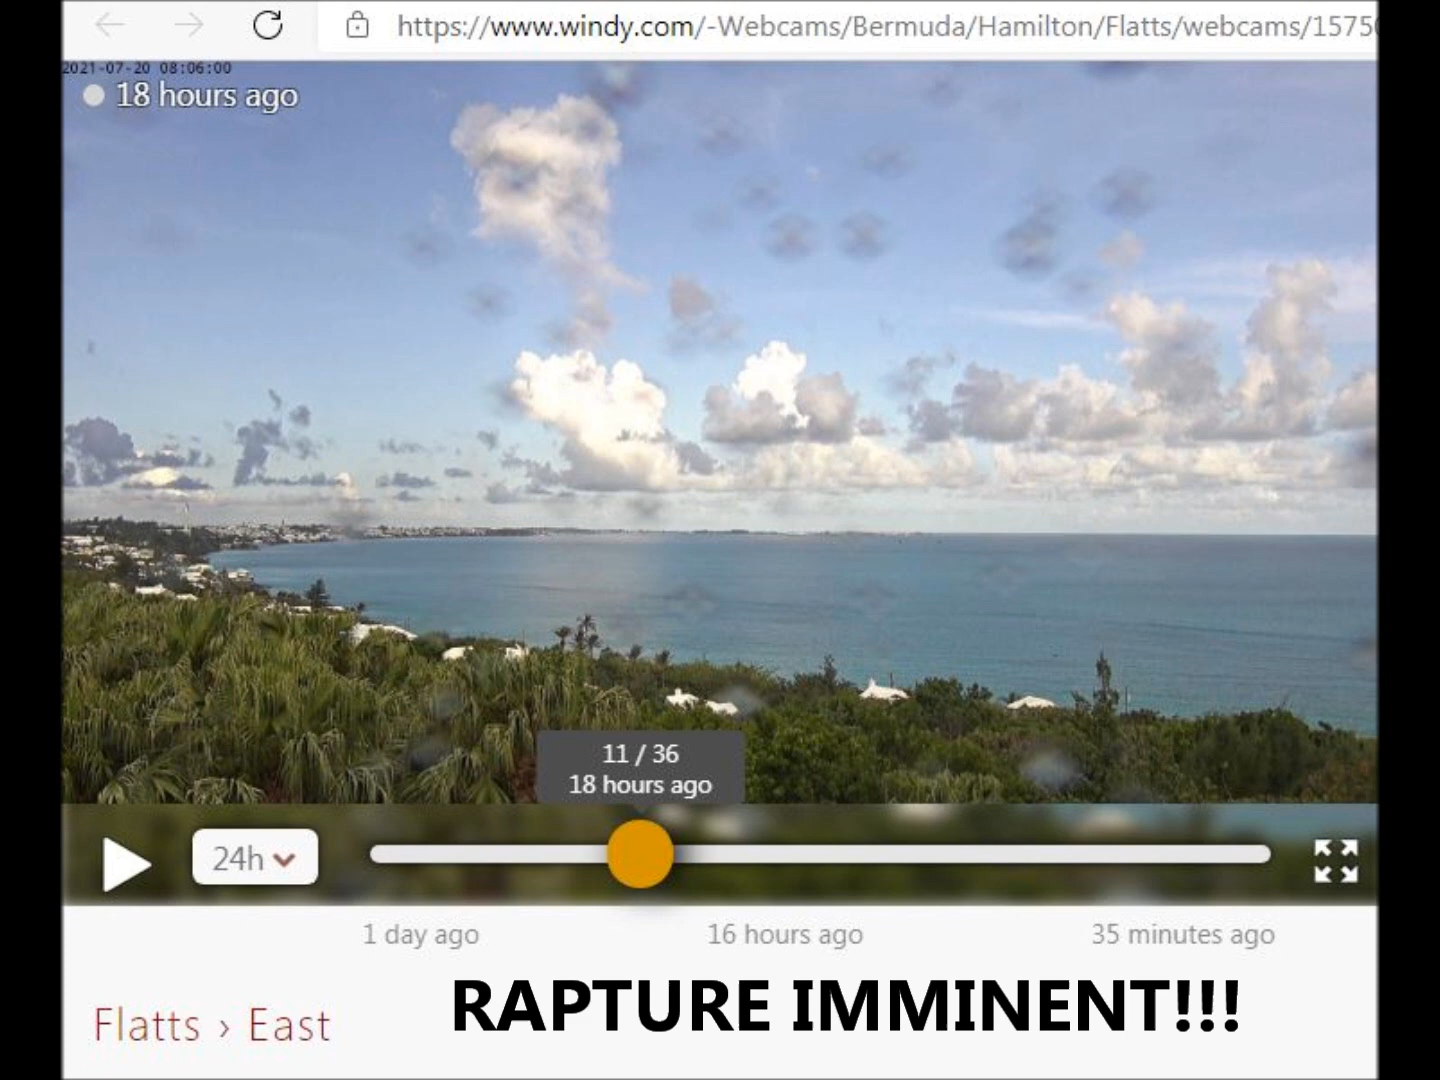 https://www.windy.com/-Webcams/Bermuda/Hamilton/Flatts/webcams/1575
2021-07-20 08:06:00
18 hours ago
11 / 36
18 hours ago
24h
1 day ago
16 hours ago
35 minutes ago
RAPTURE IMMINENT!!!
Flatts › East